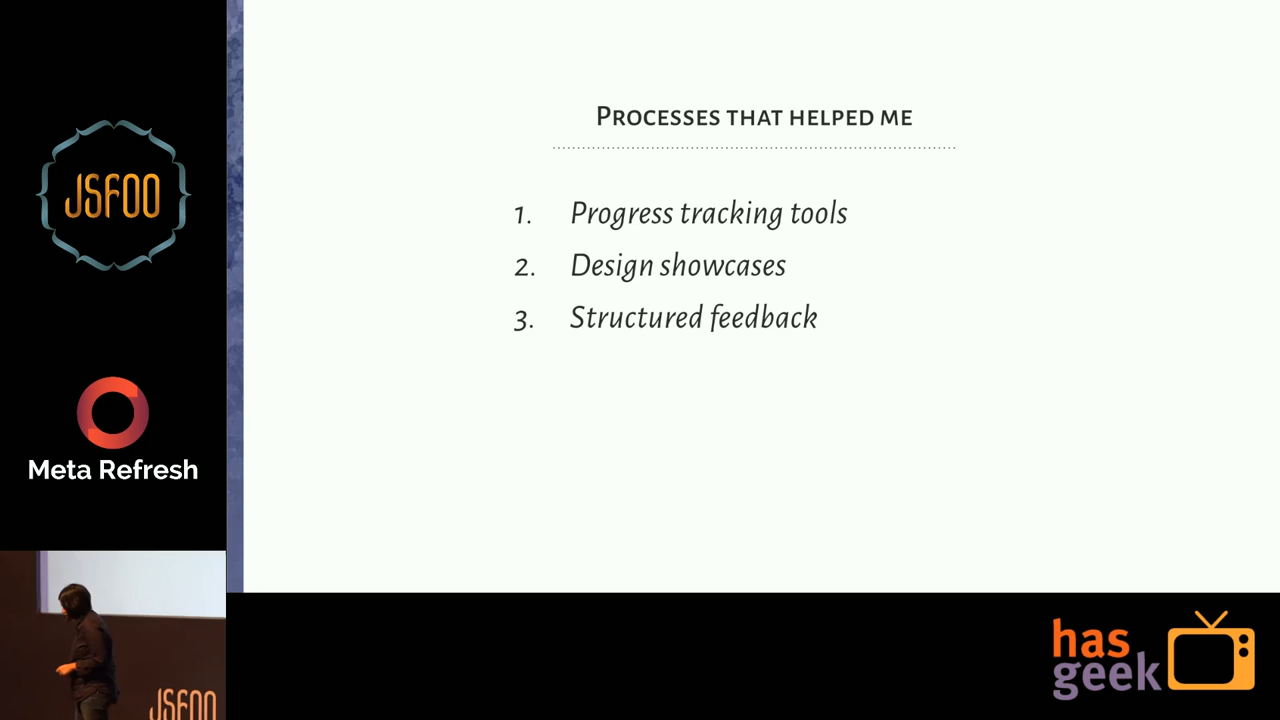 JSFOO
Meta Refresh
Processes that helped me
1. Progress tracking tools
2. Design showcases
3. Structured feedback
JSFOO
has
geek